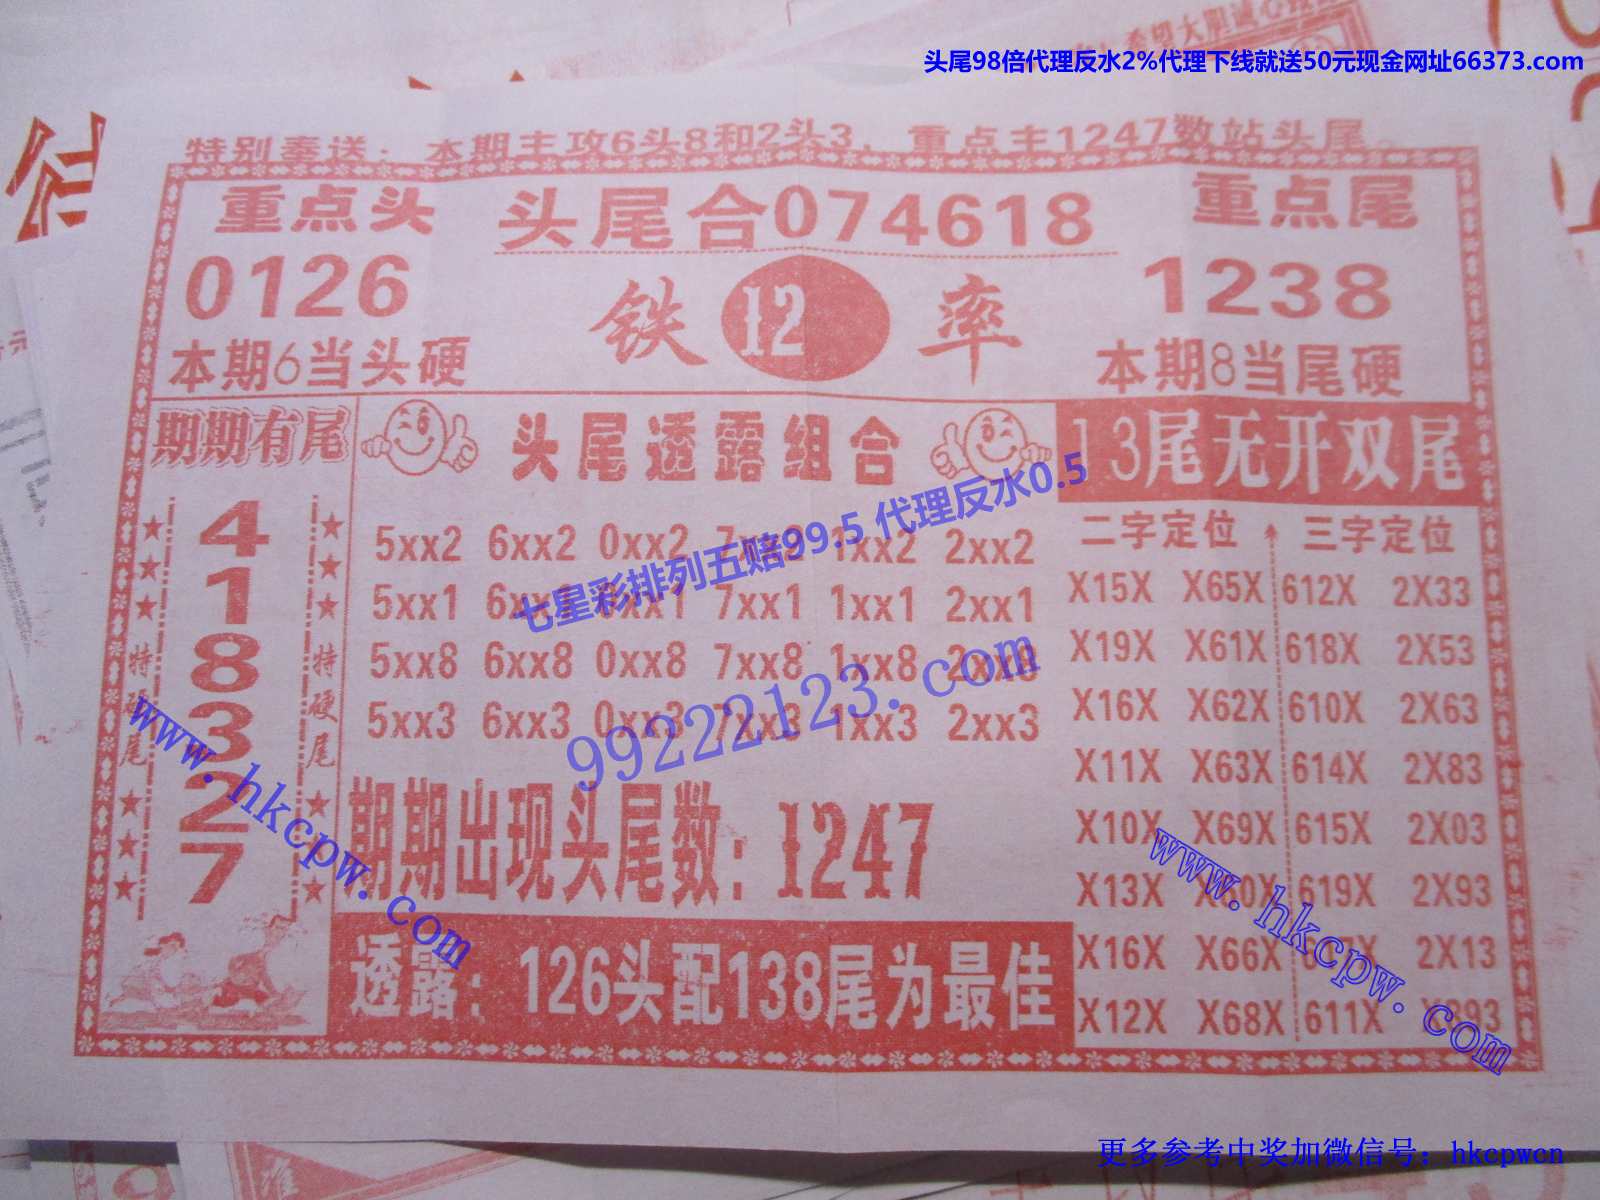 头尾98倍代理反水2%代理下线就送50元现金网址66373.com
特别奏送：本期主攻6头8和2头3，重点主1247数站头尾。
重点头
0126
本期6当头硬
头尾合074618
铁 12 率
重点尾
1238
本期8当尾硬
期期有尾
4
1
8
3
2
7
特硬尾
特硬尾
头尾透露组合
5xx2 6xx2 0xx2 7xx2 1xx2 2xx2
5xx1 6xx1 0xx1 7xx1 1xx1 2xx1
5xx8 6xx8 0xx8 7xx8 1xx8 2xx8
5xx3 6xx3 0xx3 7xx3 1xx3 2xx3
期期出现头尾数：1247
透露：126头配138尾为最佳
13尾无开双尾
二字定位 三字定位
X15X X65X 612X 2X33
X19X X61X 618X 2X53
X16X X62X 610X 2X63
X11X X63X 614X 2X83
X10X X69X 615X 2X03
X13X X60X 619X 2X93
X16X X66X 2X13
X12X X68X 611X
七星彩排列五赔99.5 代理反水0.5
99222123.com
www.hkcpw.com
www.hkcpw.com
更多参考中奖加微信号：hkcpwcn